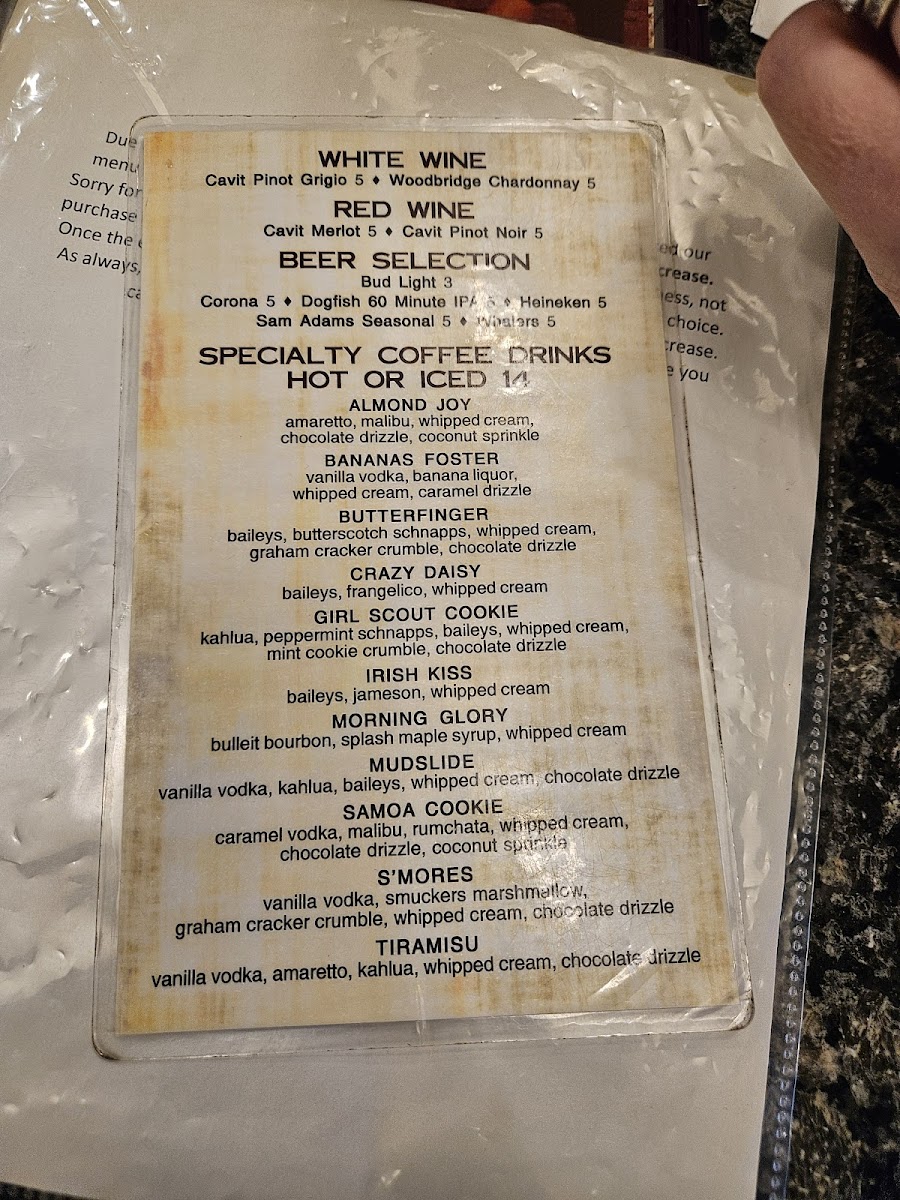 Due
menu
Sorry for
purchase
Once the
As always,
ed our
crease.
ess, not
choice.
crease.
e you
WHITE WINE
Cavit Pinot Grigio 5 ♦ Woodbridge Chardonnay 5
RED WINE
Cavit Merlot 5 ♦ Cavit Pinot Noir 5
BEER SELECTION
Bud Light 3
Corona 5 ♦ Dogfish 60 Minute IPA 5 ♦ Heineken 5
Sam Adams Seasonal 5 ♦ Whalers 5
SPECIALTY COFFEE DRINKS
HOT OR ICED 14
ALMOND JOY
amaretto, malibu, whipped cream,
chocolate drizzle, coconut sprinkle
BANANAS FOSTER
vanilla vodka, banana liquor,
whipped cream, caramel drizzle
BUTTERFINGER
baileys, butterscotch schnapps, whipped cream,
graham cracker crumble, chocolate drizzle
CRAZY DAISY
baileys, frangelico, whipped cream
GIRL SCOUT COOKIE
kahlua, peppermint schnapps, baileys, whipped cream,
mint cookie crumble, chocolate drizzle
IRISH KISS
baileys, jameson, whipped cream
MORNING GLORY
bulleit bourbon, splash maple syrup, whipped cream
MUDSLIDE
vanilla vodka, kahlua, baileys, whipped cream, chocolate drizzle
SAMOA COOKIE
caramel vodka, malibu, rumchata, whipped cream,
chocolate drizzle, coconut sprinkle
S'MORES
vanilla vodka, smuckers marshmallow,
graham cracker crumble, whipped cream, chocolate drizzle
TIRAMISU
vanilla vodka, amaretto, kahlua, whipped cream, chocolate drizzle